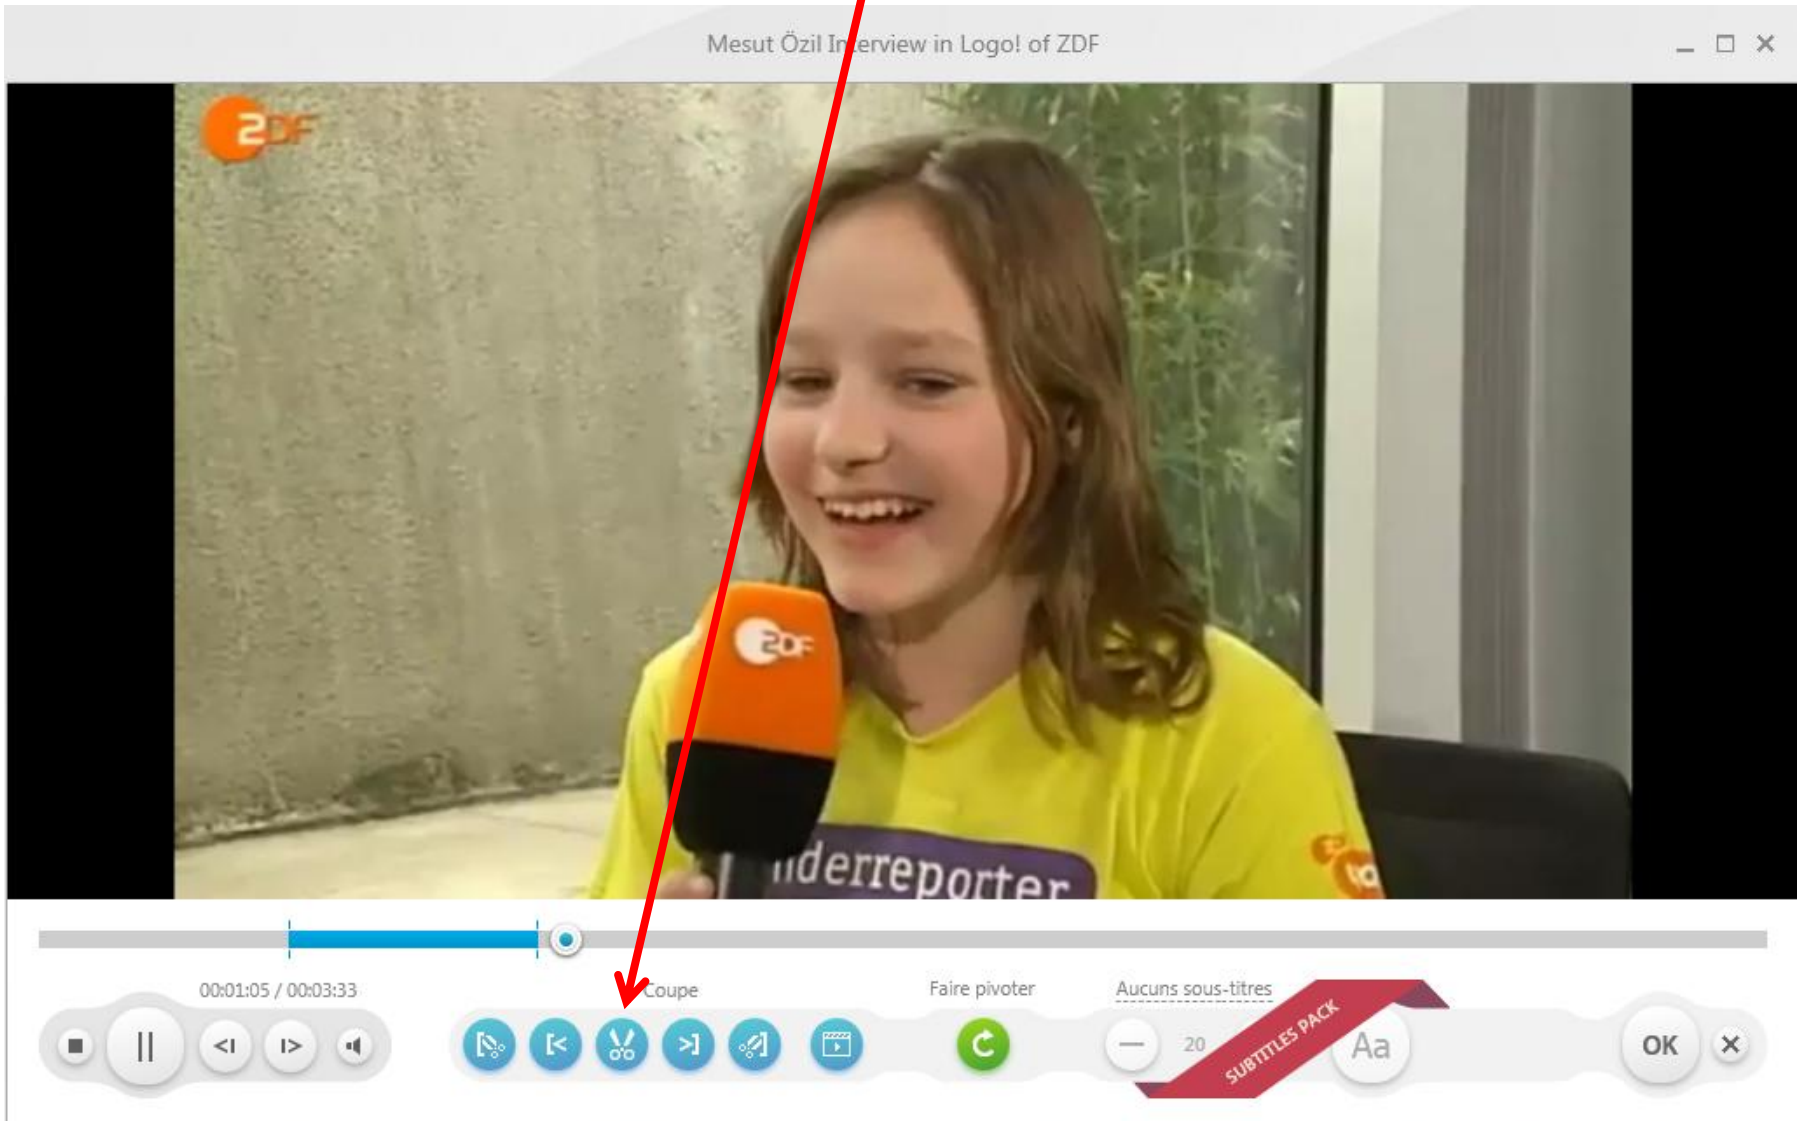 Mesut Özil Interview in Logo! of ZDF
ZDF
ZDF
nderreporter
00:01:05 / 00:03:33
Coupe
Faire pivoter
Aucuns sous-titres
20
SUBTITLES PACK
Aa
OK